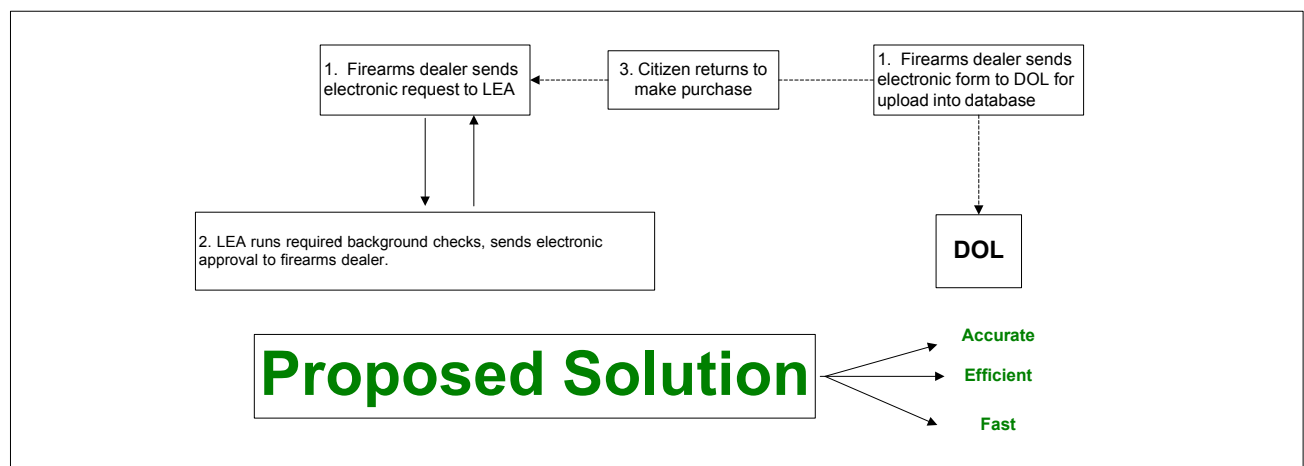 1. Firearms dealer sends
electronic request to LEA
3. Citizen returns to
make purchase
1. Firearms dealer sends
electronic form to DOL for
upload into database
2. LEA runs required background checks, sends electronic
approval to firearms dealer.
DOL
Proposed Solution
Accurate
Efficient
Fast